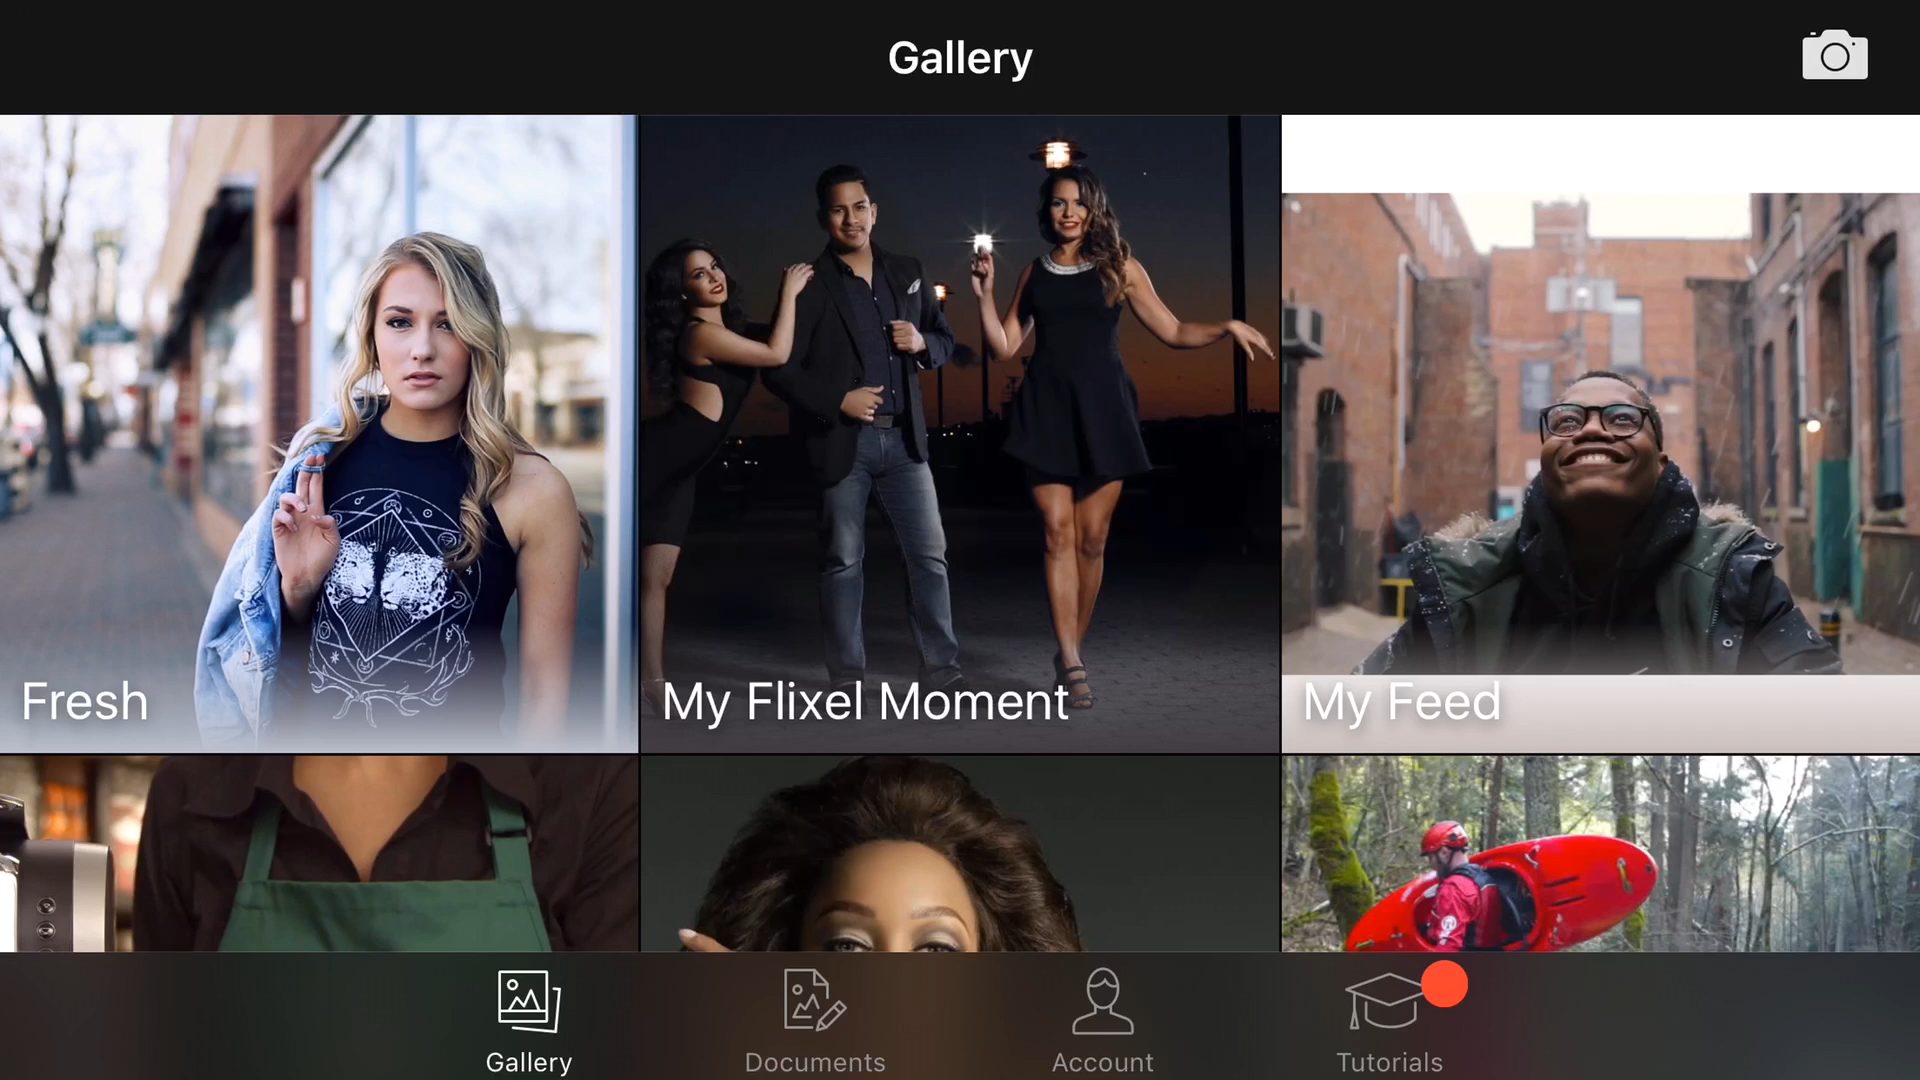 Gallery
Fresh
My Flixel Moment
My Feed
Gallery
Documents
Account
Tutorials